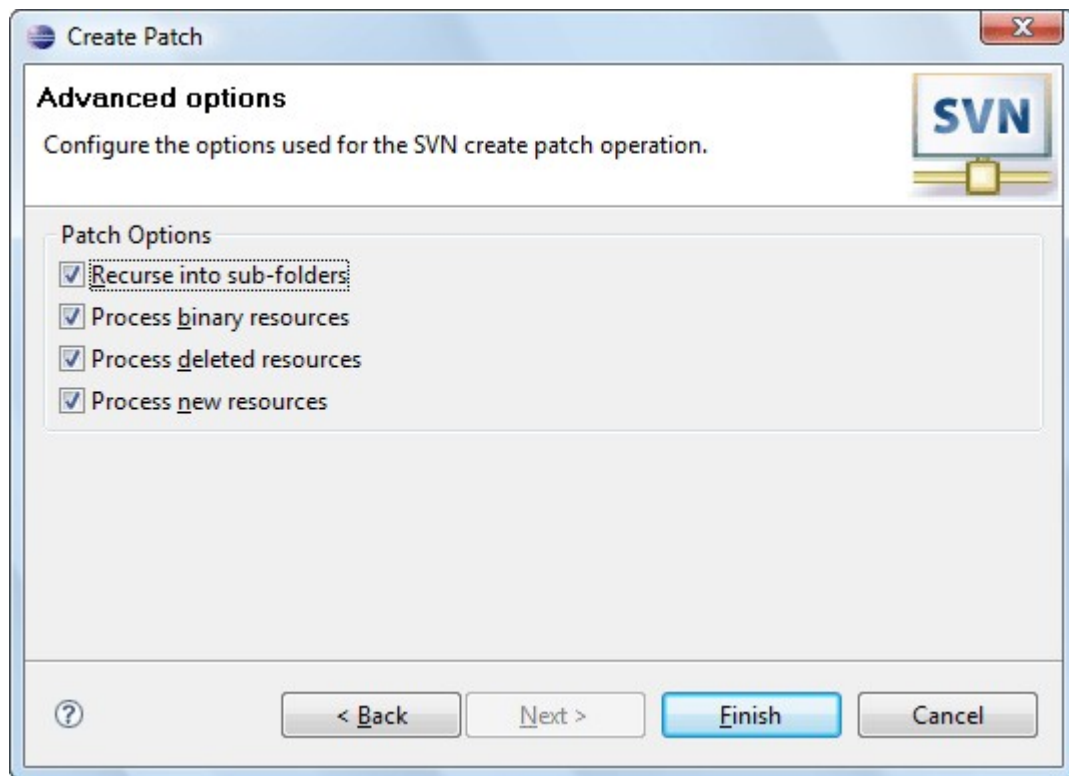 Create Patch
Advanced options
Configure the options used for the SVN create patch operation.
SVN
Patch Options
Recurse into sub-folders
Process binary resources
Process deleted resources
Process new resources
? < Back Next > Finish Cancel